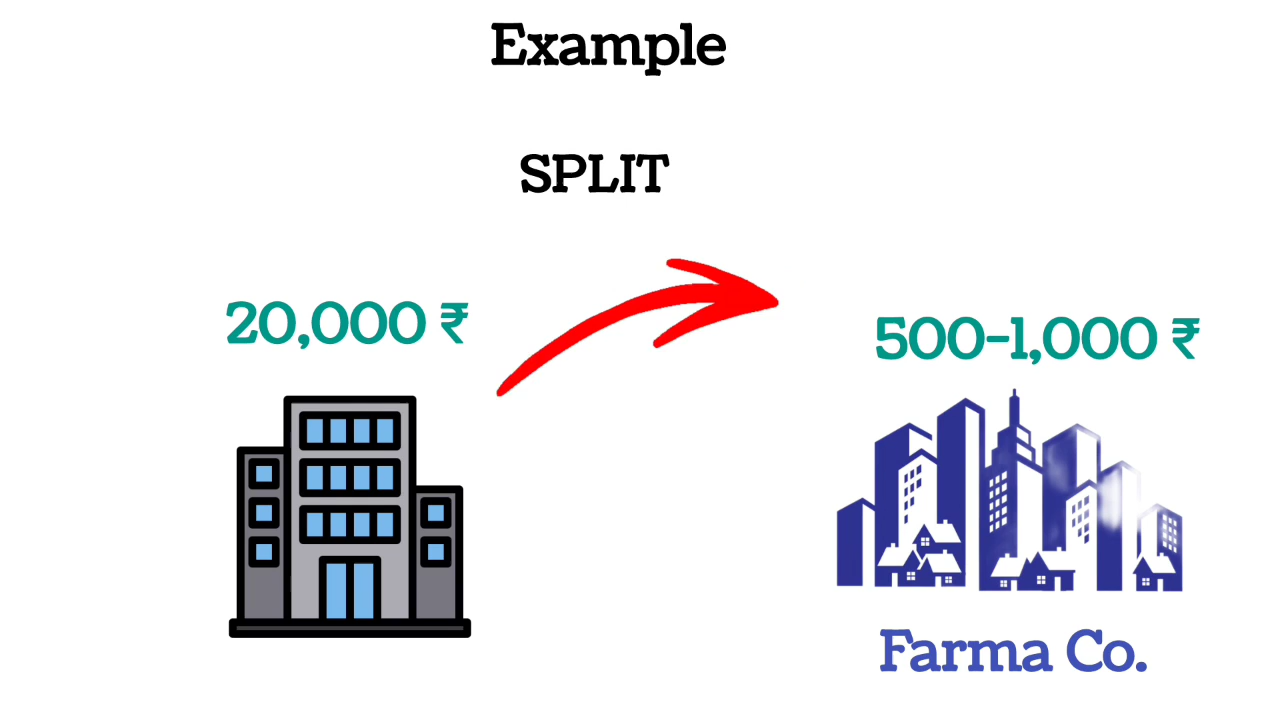 Example
SPLIT
20,000 ₹
500-1,000 ₹
Farma Co.